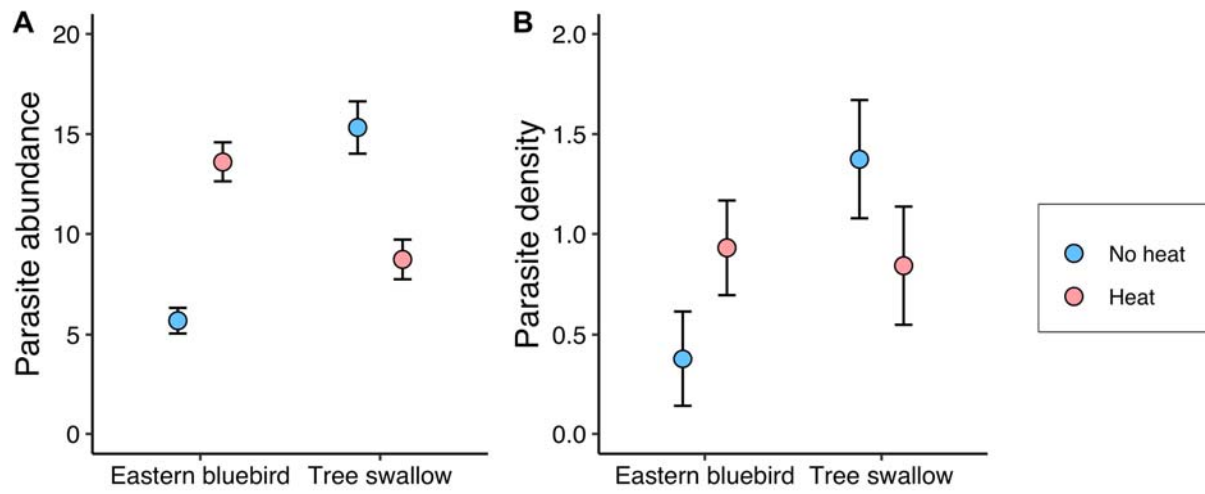 A
Parasite abundance
20
15
10
5
0
Eastern bluebird Tree swallow
B
Parasite density
2.0
1.5
1.0
0.5
0.0
Eastern bluebird Tree swallow
No heat
Heat